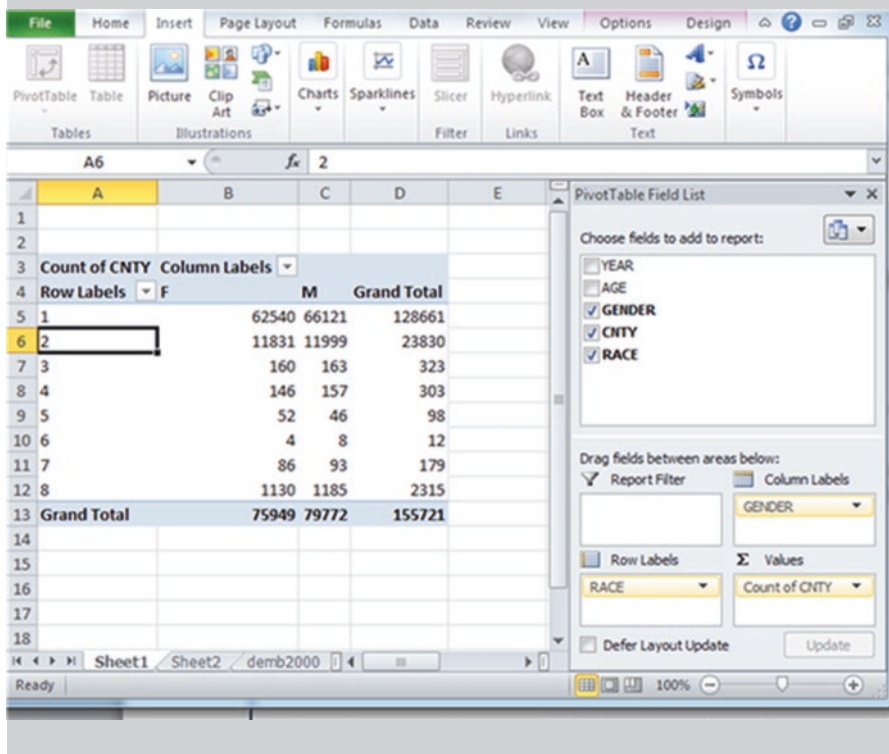 File Home Insert Page Layout Formulas Data Review View Options Design
PivotTable Table Picture Clip Art Charts Sparklines Slicer Hyperlink Text Box Header & Footer Symbols
Tables Illustrations Filter Links Text
A6 fx 2
A B C D E
1
2
3 Count of CNTY Column Labels
4 Row Labels F M Grand Total
5 1 62540 66121 128661
6 2 11831 11999 23830
7 3 160 163 323
8 4 146 157 303
9 5 52 46 98
10 6 4 8 12
11 7 86 93 179
12 8 1130 1185 2315
13 Grand Total 75949 79772 155721
14
15
16
17
18
Sheet1 Sheet2 demb2000
Ready 100%
PivotTable Field List
Choose fields to add to report:
YEAR
AGE
GENDER
CNTY
RACE
Drag fields between areas below:
Report Filter Column Labels
GENDER
Row Labels Σ Values
RACE Count of CNTY
Defer Layout Update Update